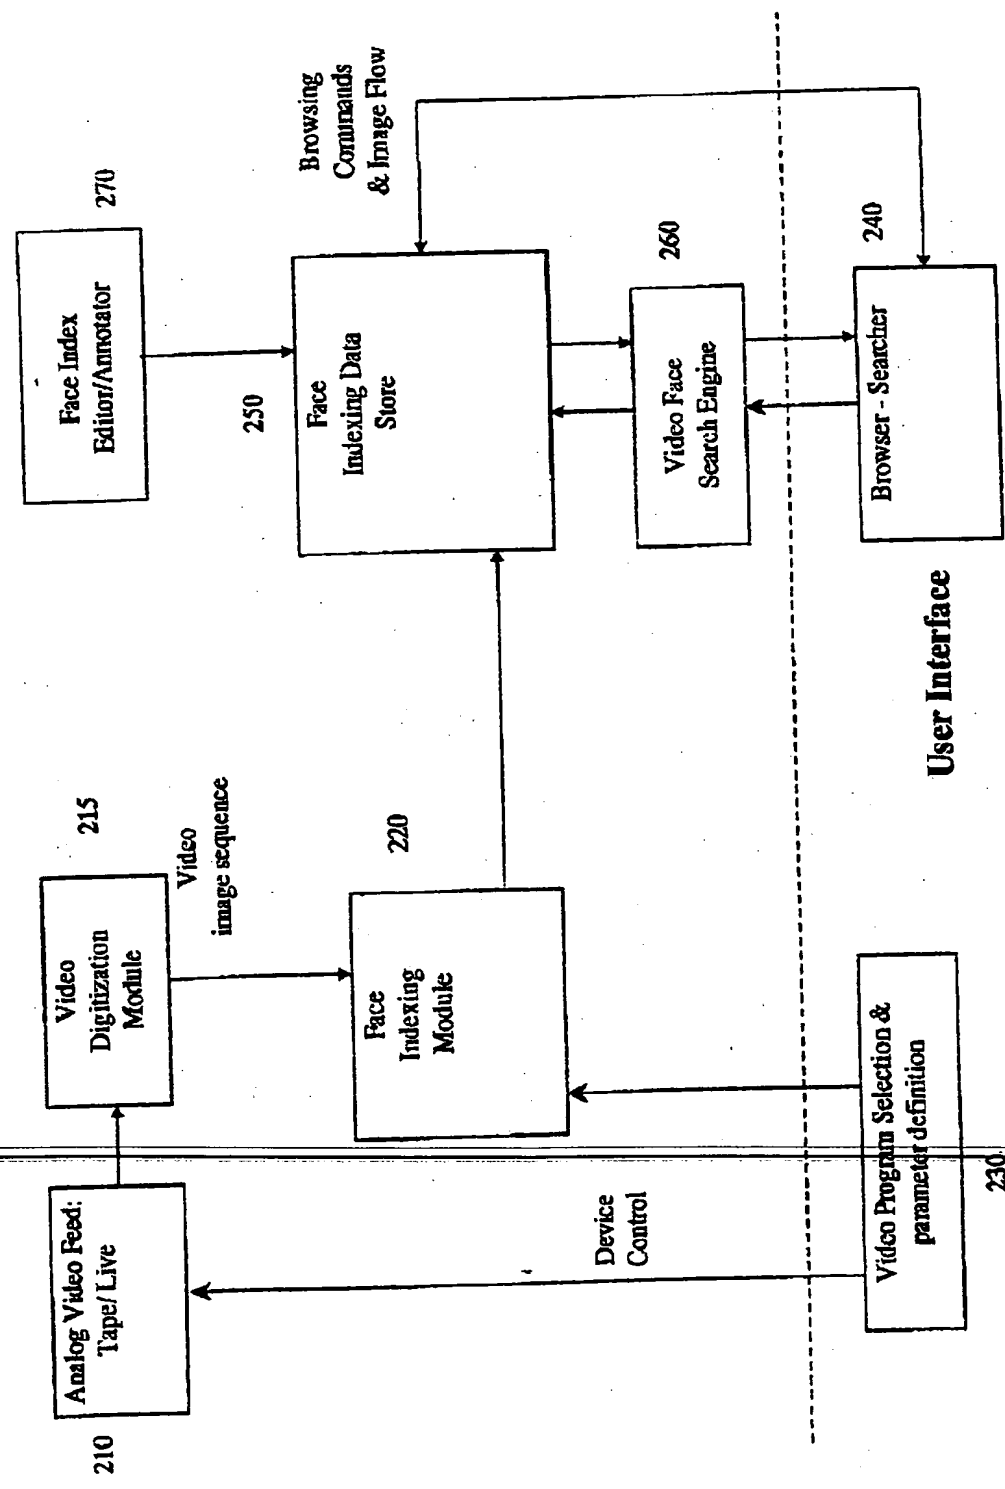 210
Analog Video Feed:
Tape/ Live
215
Video
Digitization
Module
Video
image sequence
270
Face Index
Editor/Annotator
220
Face
Indexing
Module
250
Face
Indexing Data
Store
Browsing
Commands
& Image Flow
Device
Control
260
Video Face
Search Engine
Video Program Selection &
parameter definition
230
User Interface
240
Browser - Searcher